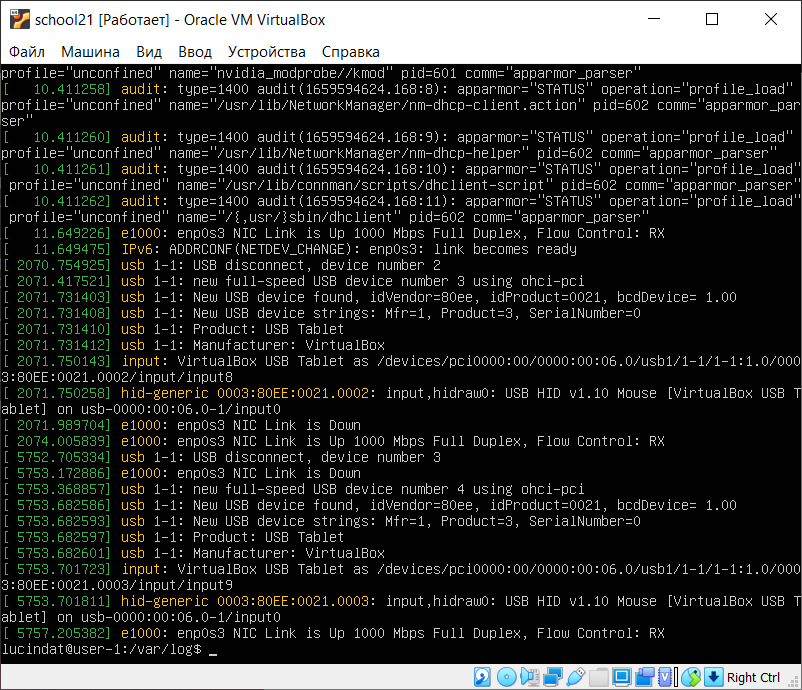 school21 [Работает] - Oracle VM VirtualBox
Файл Машина Вид Ввод Устройства Справка
profile="unconfined" name="nvidia_modprobe//kmod" pid=601 comm="apparmor_parser"
[   10.411258] audit: type=1400 audit(1659594624.168:8): apparmor="STATUS" operation="profile_load"
profile="unconfined" name="/usr/lib/NetworkManager/nm-dhcp-client.action" pid=602 comm="apparmor_par
ser"
[   10.411260] audit: type=1400 audit(1659594624.168:9): apparmor="STATUS" operation="profile_load"
profile="unconfined" name="/usr/lib/NetworkManager/nm-dhcp-helper" pid=602 comm="apparmor_parser"
[   10.411261] audit: type=1400 audit(1659594624.168:10): apparmor="STATUS" operation="profile_load"
 profile="unconfined" name="/usr/lib/connman/scripts/dhclient-script" pid=602 comm="apparmor_parser"
[   10.411262] audit: type=1400 audit(1659594624.168:11): apparmor="STATUS" operation="profile_load"
 profile="unconfined" name="/{,usr/}sbin/dhclient" pid=602 comm="apparmor_parser"
[   11.649226] e1000: enp0s3 NIC Link is Up 1000 Mbps Full Duplex, Flow Control: RX
[   11.649475] IPv6: ADDRCONF(NETDEV_CHANGE): enp0s3: link becomes ready
[ 2070.754925] usb 1-1: USB disconnect, device number 2
[ 2071.417521] usb 1-1: new full-speed USB device number 3 using ohci-pci
[ 2071.731403] usb 1-1: New USB device found, idVendor=80ee, idProduct=0021, bcdDevice= 1.00
[ 2071.731408] usb 1-1: New USB device strings: Mfr=1, Product=3, SerialNumber=0
[ 2071.731410] usb 1-1: Product: USB Tablet
[ 2071.731412] usb 1-1: Manufacturer: VirtualBox
[ 2071.750143] input: VirtualBox USB Tablet as /devices/pci0000:00/0000:00:06.0/usb1/1-1/1-1:1.0/000
3:80EE:0021.0002/input/input8
[ 2071.750258] hid-generic 0003:80EE:0021.0002: input,hidraw0: USB HID v1.10 Mouse [VirtualBox USB T
ablet] on usb-0000:00:06.0-1/input0
[ 2071.989704] e1000: enp0s3 NIC Link is Down
[ 2074.005839] e1000: enp0s3 NIC Link is Up 1000 Mbps Full Duplex, Flow Control: RX
[ 5752.705334] usb 1-1: USB disconnect, device number 3
[ 5753.172886] e1000: enp0s3 NIC Link is Down
[ 5753.368857] usb 1-1: new full-speed USB device number 4 using ohci-pci
[ 5753.682586] usb 1-1: New USB device found, idVendor=80ee, idProduct=0021, bcdDevice= 1.00
[ 5753.682593] usb 1-1: New USB device strings: Mfr=1, Product=3, SerialNumber=0
[ 5753.682597] usb 1-1: Product: USB Tablet
[ 5753.682601] usb 1-1: Manufacturer: VirtualBox
[ 5753.701723] input: VirtualBox USB Tablet as /devices/pci0000:00/0000:00:06.0/usb1/1-1/1-1:1.0/000
3:80EE:0021.0003/input/input9
[ 5753.701811] hid-generic 0003:80EE:0021.0003: input,hidraw0: USB HID v1.10 Mouse [VirtualBox USB T
ablet] on usb-0000:00:06.0-1/input0
[ 5757.205382] e1000: enp0s3 NIC Link is Up 1000 Mbps Full Duplex, Flow Control: RX
lucindat@user-1:/var/log$ _
Right Ctrl